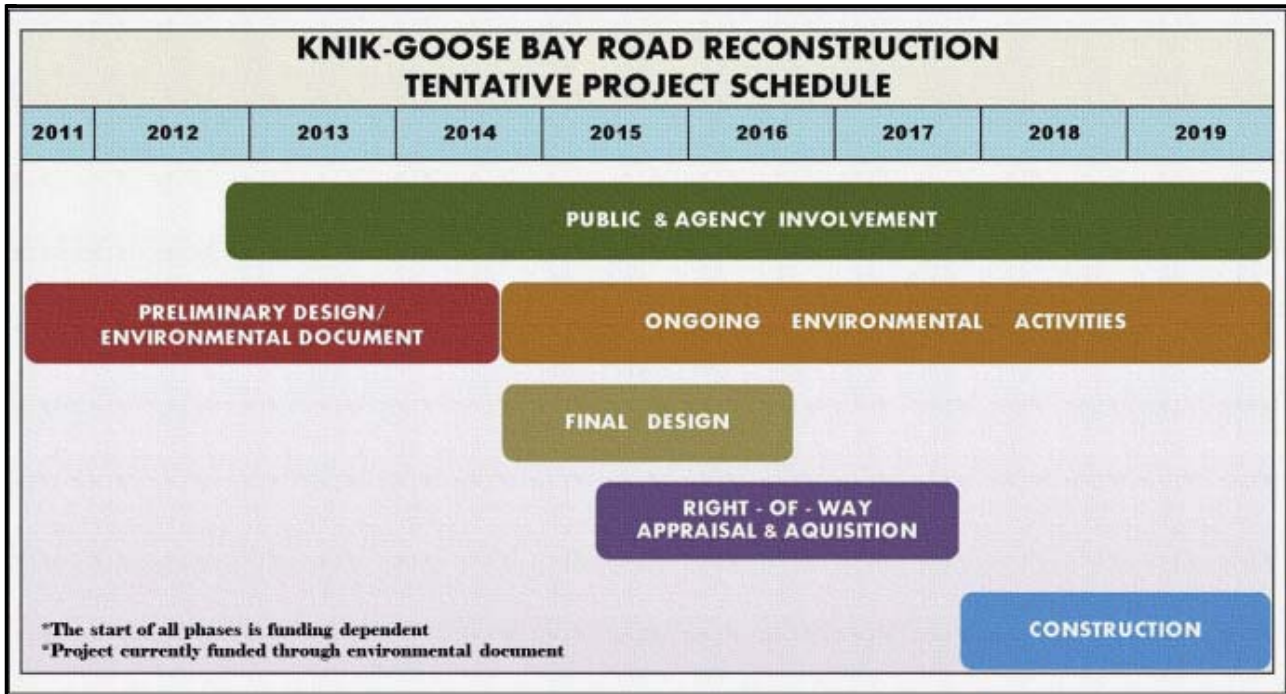 KNIK-GOOSE BAY ROAD RECONSTRUCTION
TENTATIVE PROJECT SCHEDULE
2011 2012 2013 2014 2015 2016 2017 2018 2019
PUBLIC & AGENCY INVOLVEMENT
PRELIMINARY DESIGN/
ENVIRONMENTAL DOCUMENT
ONGOING ENVIRONMENTAL ACTIVITIES
FINAL DESIGN
RIGHT - OF - WAY
APPRAISAL & AQUISITION
CONSTRUCTION
*The start of all phases is funding dependent
*Project currently funded through environmental document